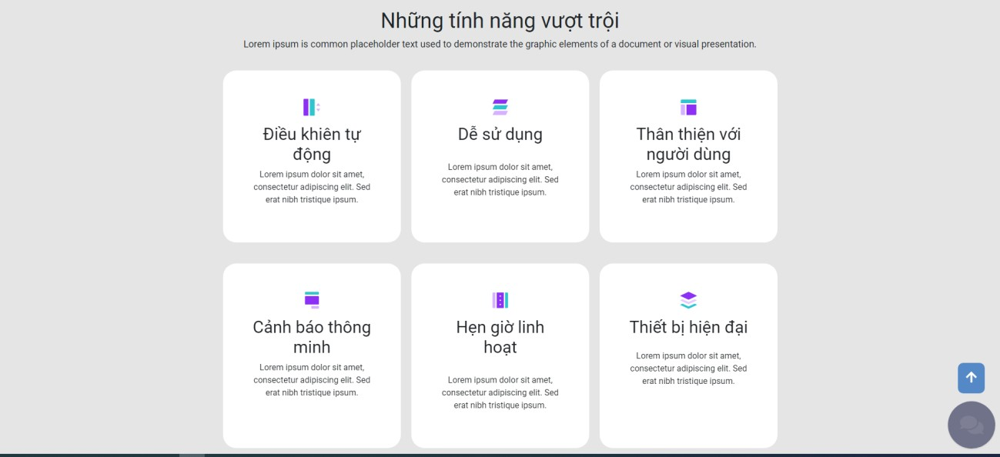 Những tính năng vượt trội
Lorem ipsum is common placeholder text used to demonstrate the graphic elements of a document or visual presentation.
Điều khiên tự
động
Lorem ipsum dolor sit amet,
consectetur adipiscing elit. Sed
erat nibh tristique ipsum.
Dễ sử dụng
Lorem ipsum dolor sit amet,
consectetur adipiscing elit. Sed
erat nibh tristique ipsum.
Thân thiện với
người dùng
Lorem ipsum dolor sit amet,
consectetur adipiscing elit. Sed
erat nibh tristique ipsum.
Cảnh báo thông
minh
Lorem ipsum dolor sit amet,
consectetur adipiscing elit. Sed
erat nibh tristique ipsum.
Hẹn giờ linh
hoạt
Lorem ipsum dolor sit amet,
consectetur adipiscing elit. Sed
erat nibh tristique ipsum.
Thiết bị hiện đại
Lorem ipsum dolor sit amet,
consectetur adipiscing elit. Sed
erat nibh tristique ipsum.